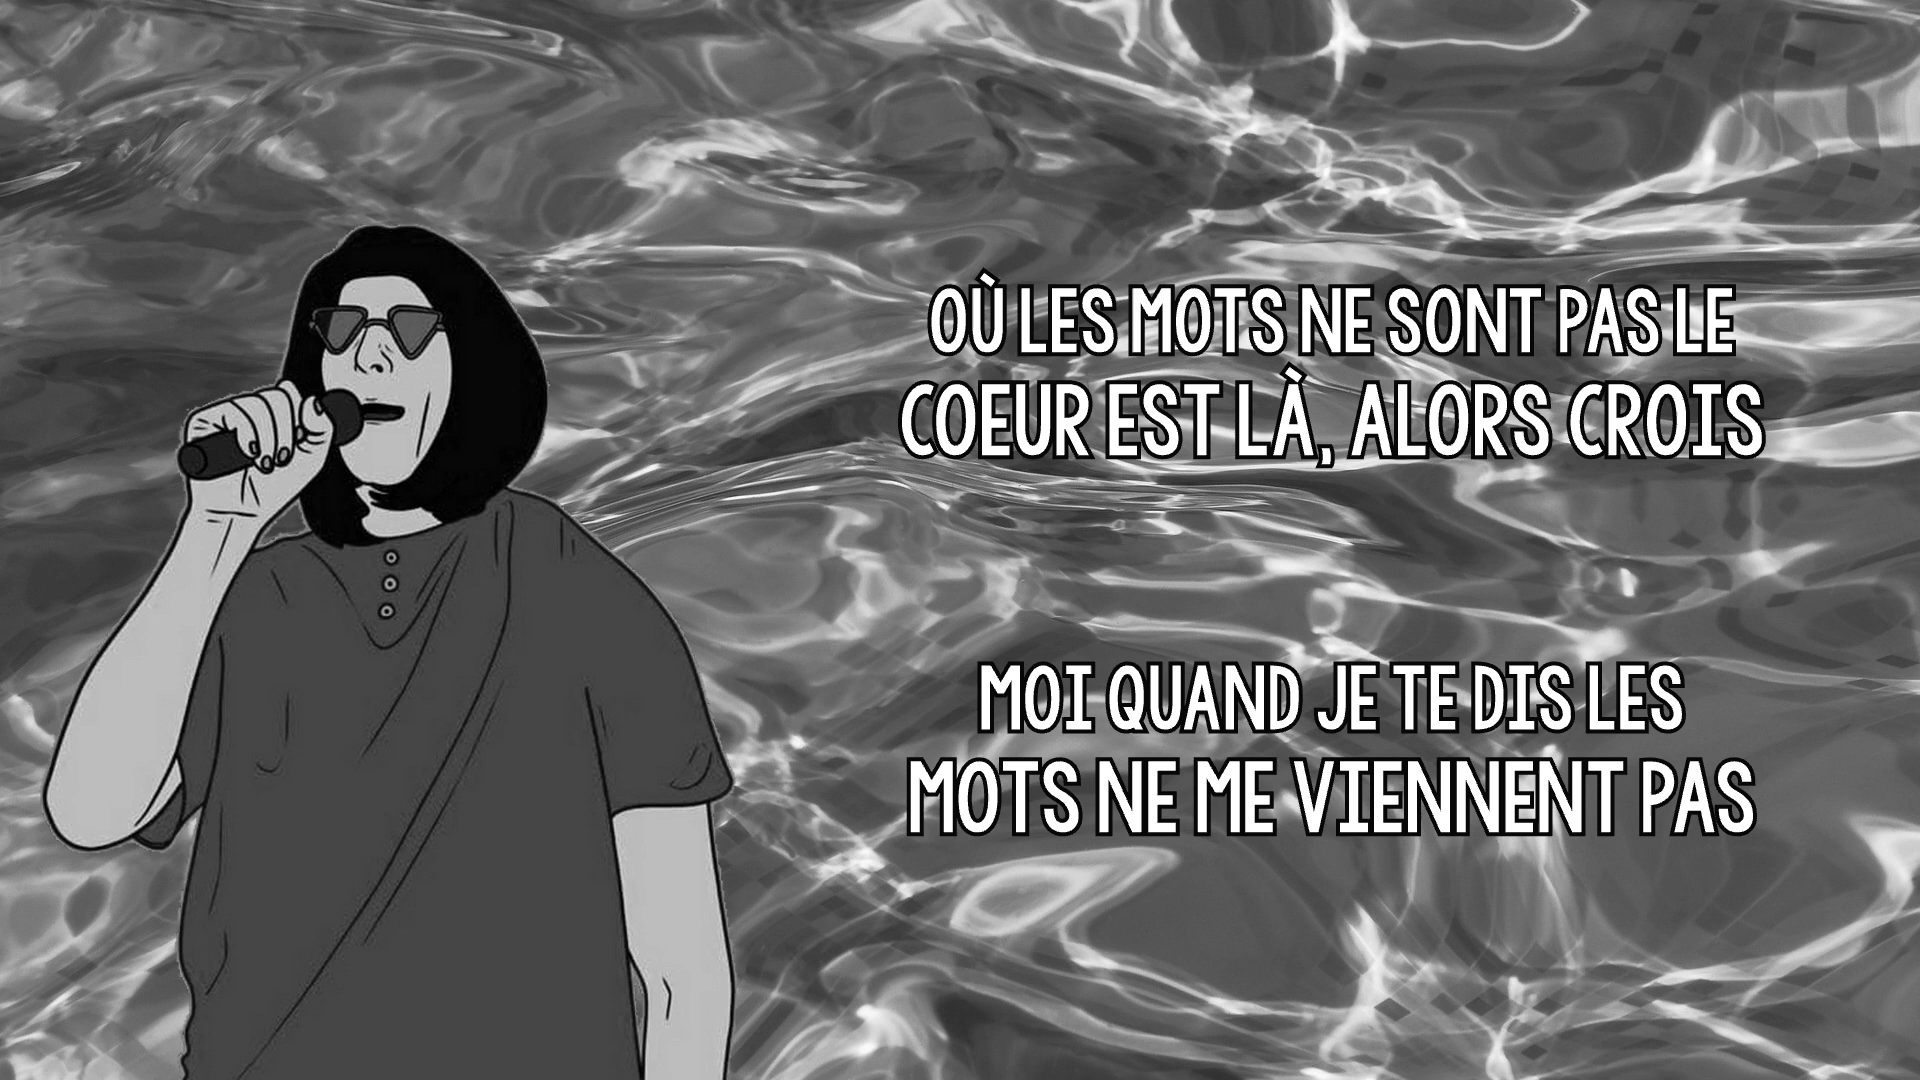 OÙ LES MOTS NE SONT PAS LE
COEUR EST LÀ, ALORS CROIS
MOI QUAND JE TE DIS LES
MOTS NE ME VIENNENT PAS